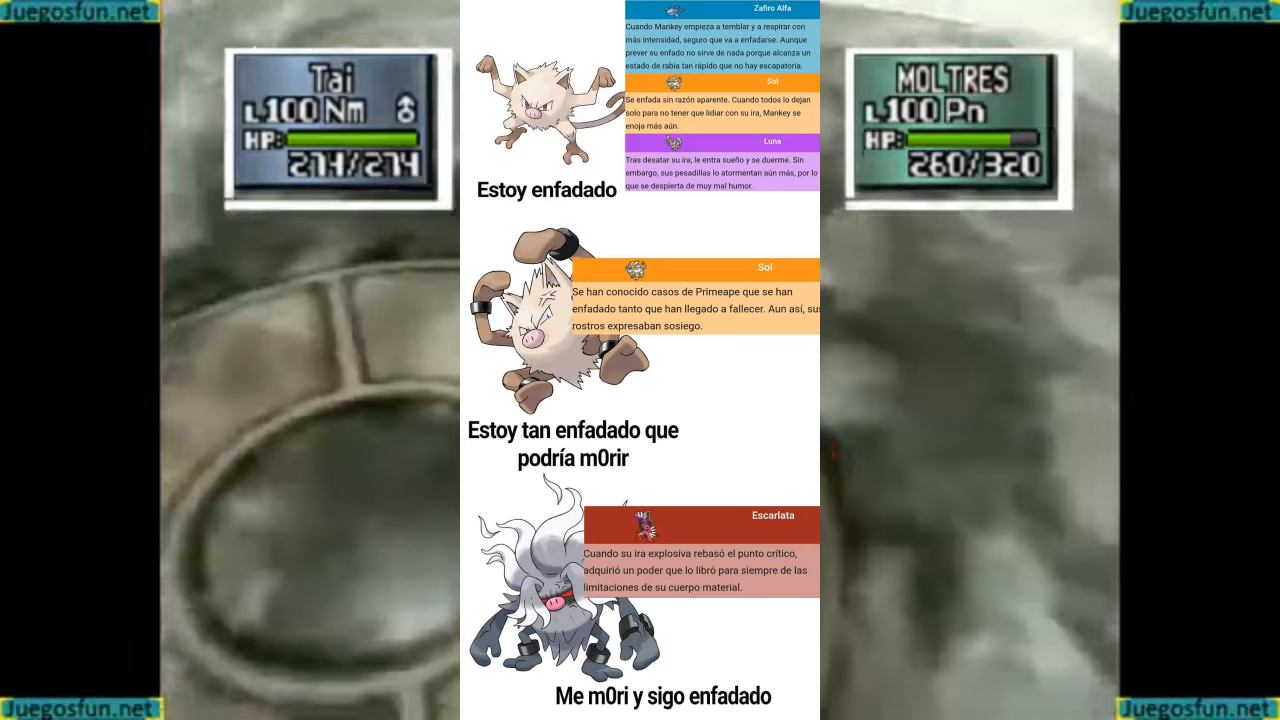 Juegosfun.net
Juegosfun.net
Tai
L100 Nm
HP:
274/274
MOLTRES
L100 Pn
HP:
260/320
Zafiro Alfa
Cuando Mankey empieza a temblar y a respirar con
más intensidad, seguro que va a enfadarse. Aunque
prever su enfado no sirve de nada porque alcanza un
estado de rabia tan rápido que no hay escapatoria.
Sol
Se enfada sin razón aparente. Cuando todos lo dejan
solo para no tener que lidiar con su ira, Mankey se
enoja más aún.
Luna
Tras desatar su ira, le entra sueño y se duerme. Sin
embargo, sus pesadillas lo atormentan aún más, por lo
que se despierta de muy mal humor.
Estoy enfadado
Sol
Se han conocido casos de Primeape que se han
enfadado tanto que han llegado a fallecer. Aun así, sus
rostros expresaban sosiego.
Estoy tan enfadado que
podría m0rir
Escarlata
Cuando su ira explosiva rebasó el punto crítico,
adquirió un poder que lo libró para siempre de las
limitaciones de su cuerpo material.
Me m0ri y sigo enfadado
Juegosfun.net
Juegosfun.net